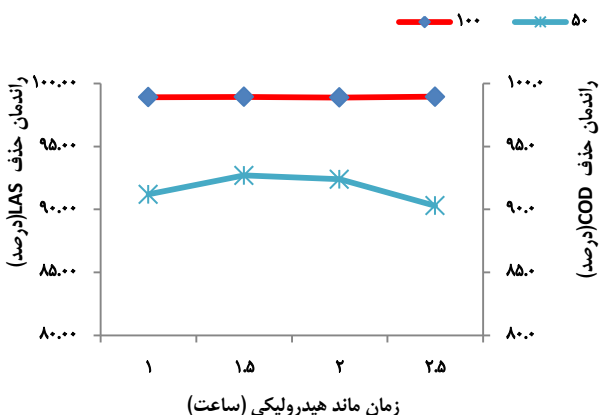 ۱۰۰ ۵۰
راندمان حذف LAS(درصد)
۱۰۰.۰۰
۹۵.۰۰
۹۰.۰۰
۸۵.۰۰
۸۰.۰۰
۱۰۰.۰
۹۵.۰
۹۰.۰
۸۵.۰
۸۰.۰
راندمان حذف COD(درصد)
۱ ۱.۵ ۲ ۲.۵
زمان ماند هیدرولیکی (ساعت)